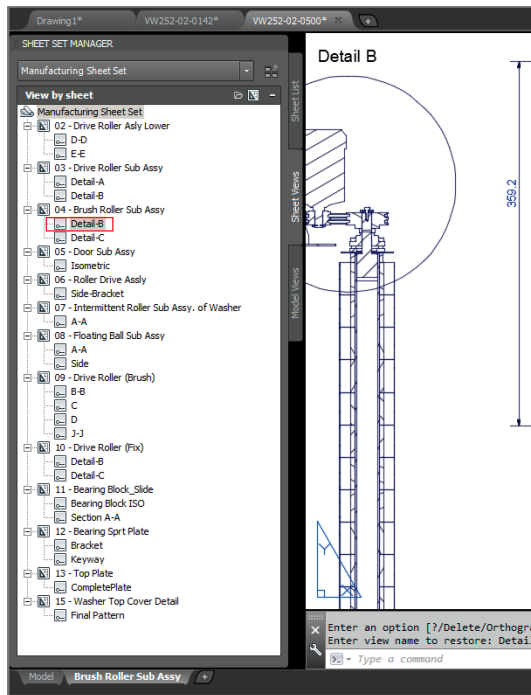 Drawing1*
VW252-02-0142*
VW252-02-0500*
SHEET SET MANAGER
Manufacturing Sheet Set
View by sheet
Manufacturing Sheet Set
02 - Drive Roller Asly Lower
D-D
E-E
03 - Drive Roller Sub Assy
Detail-A
Detail-B
04 - Brush Roller Sub Assy
Detail-B
Detail-C
05 - Door Sub Assy
Isometric
06 - Roller Drive Assly
Side-Bracket
07 - Intermittent Roller Sub Assy. of Washer
A-A
08 - Floating Ball Sub Assy
A-A
Side
09 - Drive Roller (Brush)
B-B
C
D
J-J
10 - Drive Roller (Fix)
Detail-B
Detail-C
11 - Bearing Block_Slide
Bearing Block ISO
Section A-A
12 - Bearing Sprt Plate
Bracket
Keyway
13 - Top Plate
CompletePlate
15 - Washer Top Cover Detail
Final Pattern
Sheet List
Sheet Views
Model Views
Detail B
359.2
Y
X
Enter an option [?/Delete/Orthogra
Enter view name to restore: Detai
Type a command
Model
Brush Roller Sub Assy